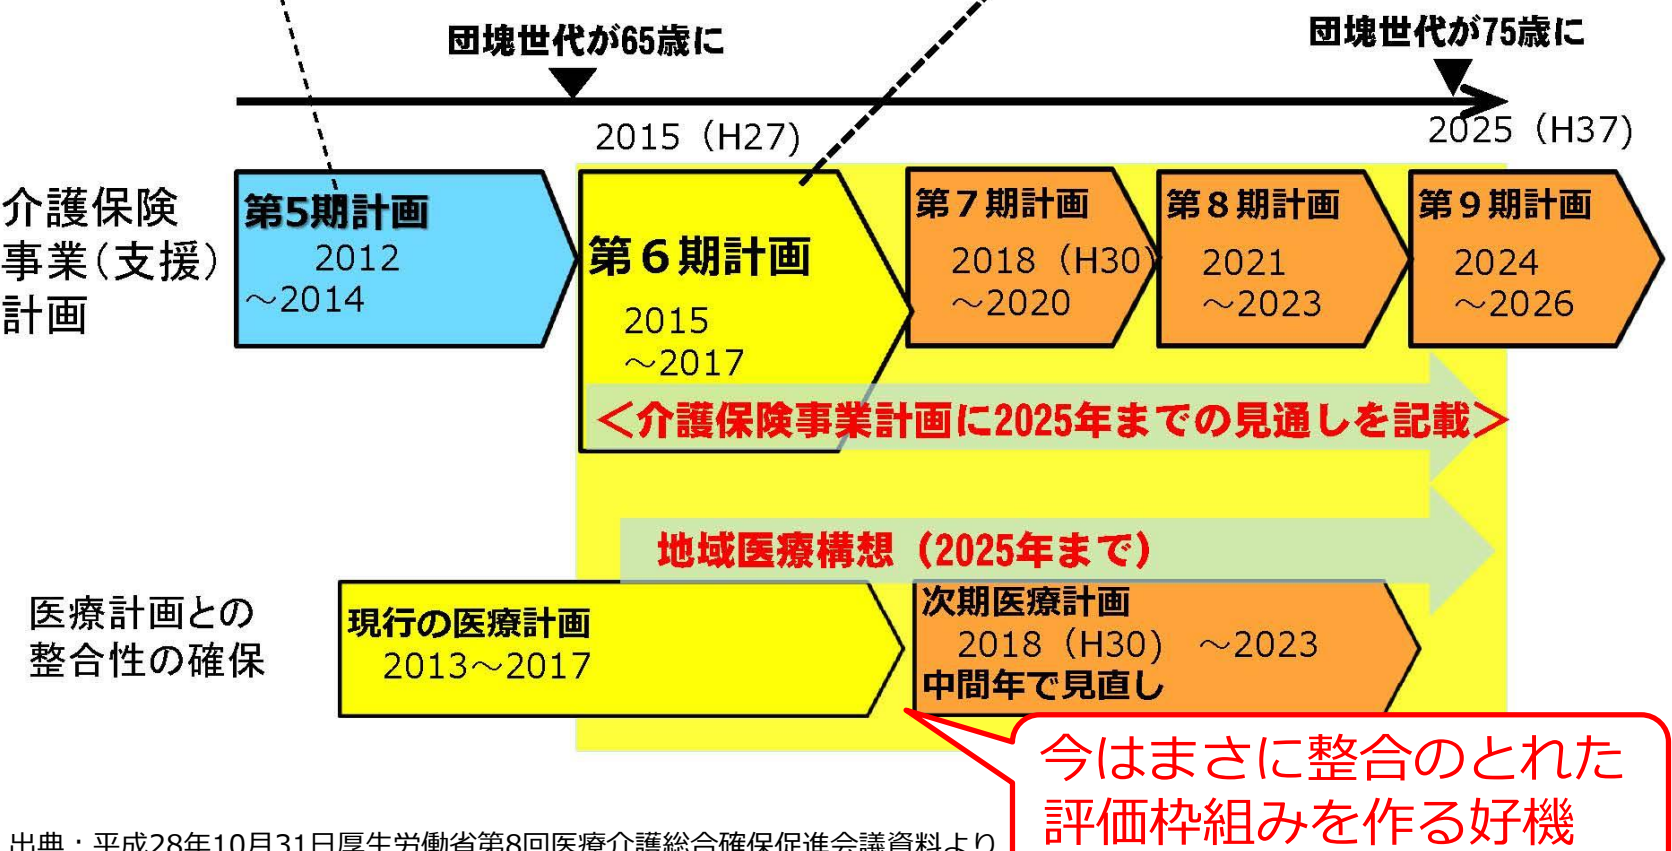 団塊世代が65歳に
団塊世代が75歳に
2015（H27）
2025（H37）
介護保険
事業（支援）
計画
第5期計画
2012
～2014
第６期計画
2015
～2017
第７期計画
2018（H30）
～2020
第８期計画
2021
～2023
第９期計画
2024
～2026
＜介護保険事業計画に2025年までの見通しを記載＞
地域医療構想（2025年まで）
医療計画との
整合性の確保
現行の医療計画
2013～2017
次期医療計画
2018（H30） ～2023
中間年で見直し
今はまさに整合のとれた
評価枠組みを作る好機
出典：平成28年10月31日厚生労働省第8回医療介護総合確保促進会議資料より